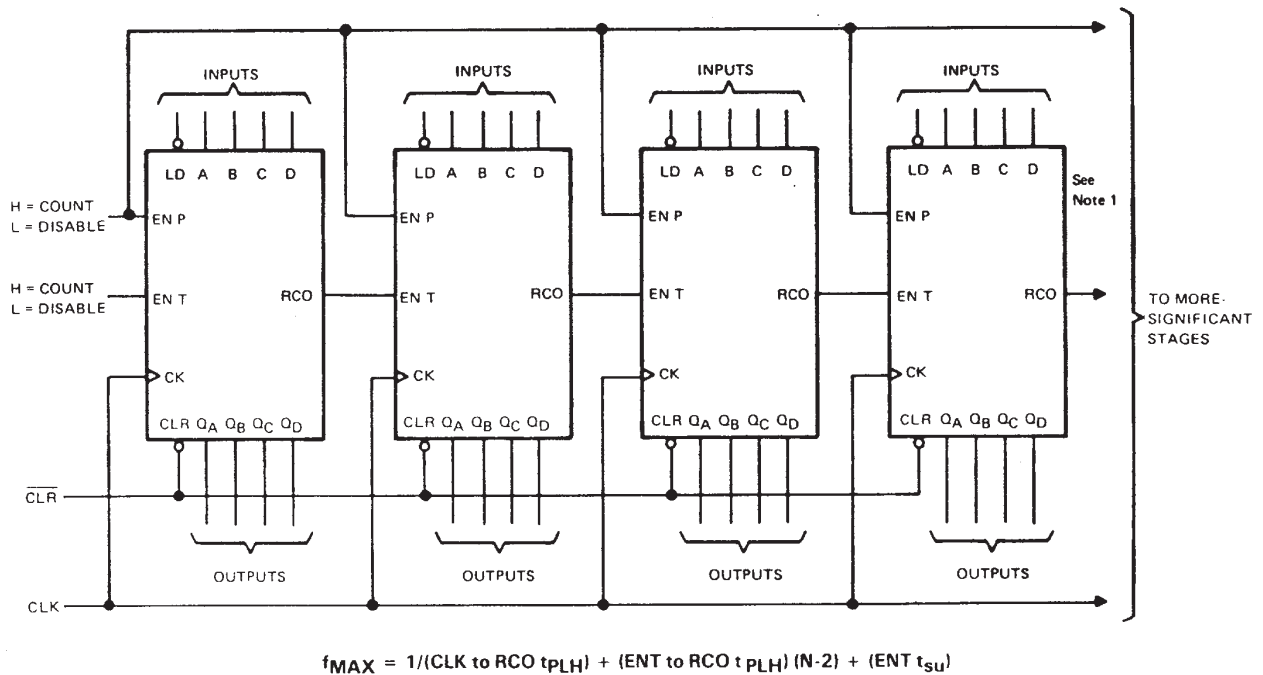 INPUTS INPUTS INPUTS INPUTS
LD A B C D LD A B C D LD A B C D LD A B C D
See
Note 1
H = COUNT
L = DISABLE
EN P EN P EN P EN P
H = COUNT
L = DISABLE
EN T RCO EN T RCO EN T RCO EN T RCO
TO MORE-
SIGNIFICANT
STAGES
CK CK CK CK
CLR QA QB QC QD CLR QA QB QC QD CLR QA QB QC QD CLR QA QB QC QD
CLR
OUTPUTS OUTPUTS OUTPUTS OUTPUTS
CLK
fMAX = 1/(CLK to RCO tPLH) + (ENT to RCO tPLH) (N-2) + (ENT tsu)